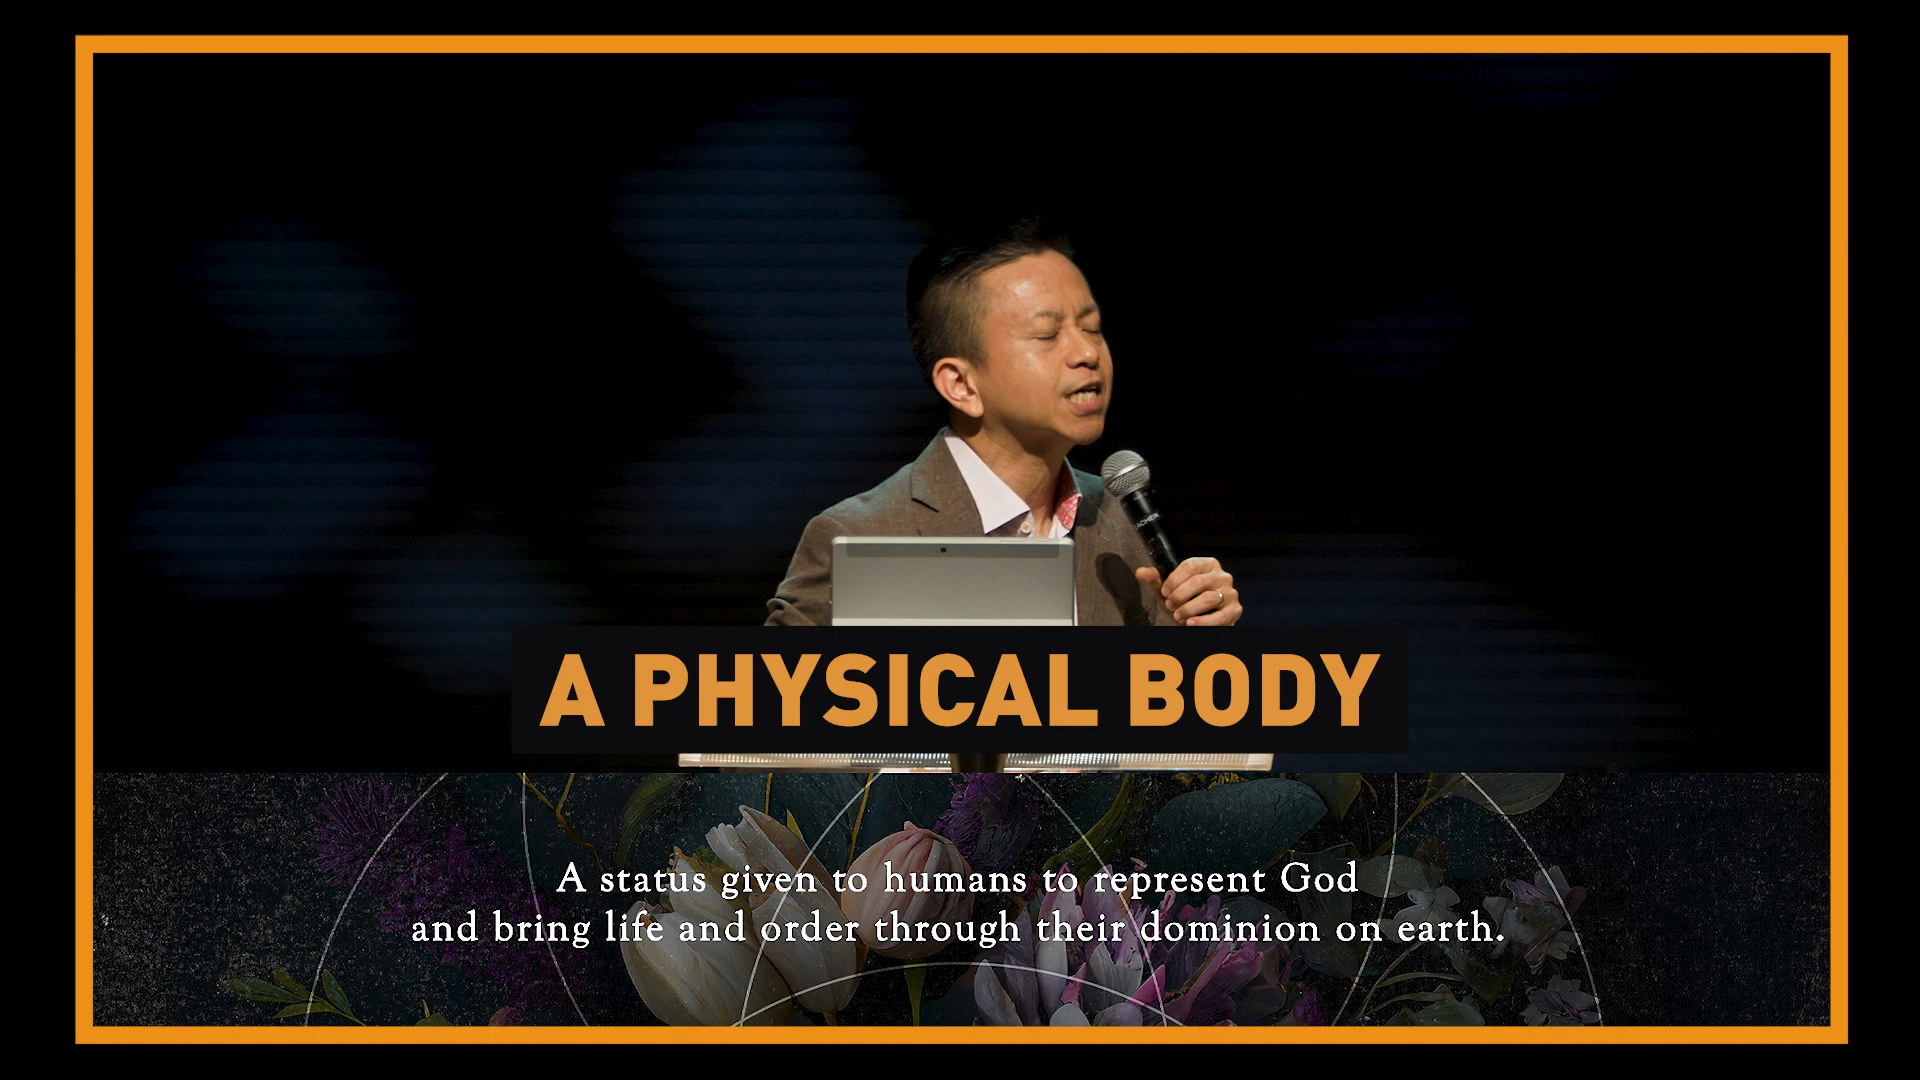 A PHYSICAL BODY
A status given to humans to represent God
and bring life and order through their dominion on earth.